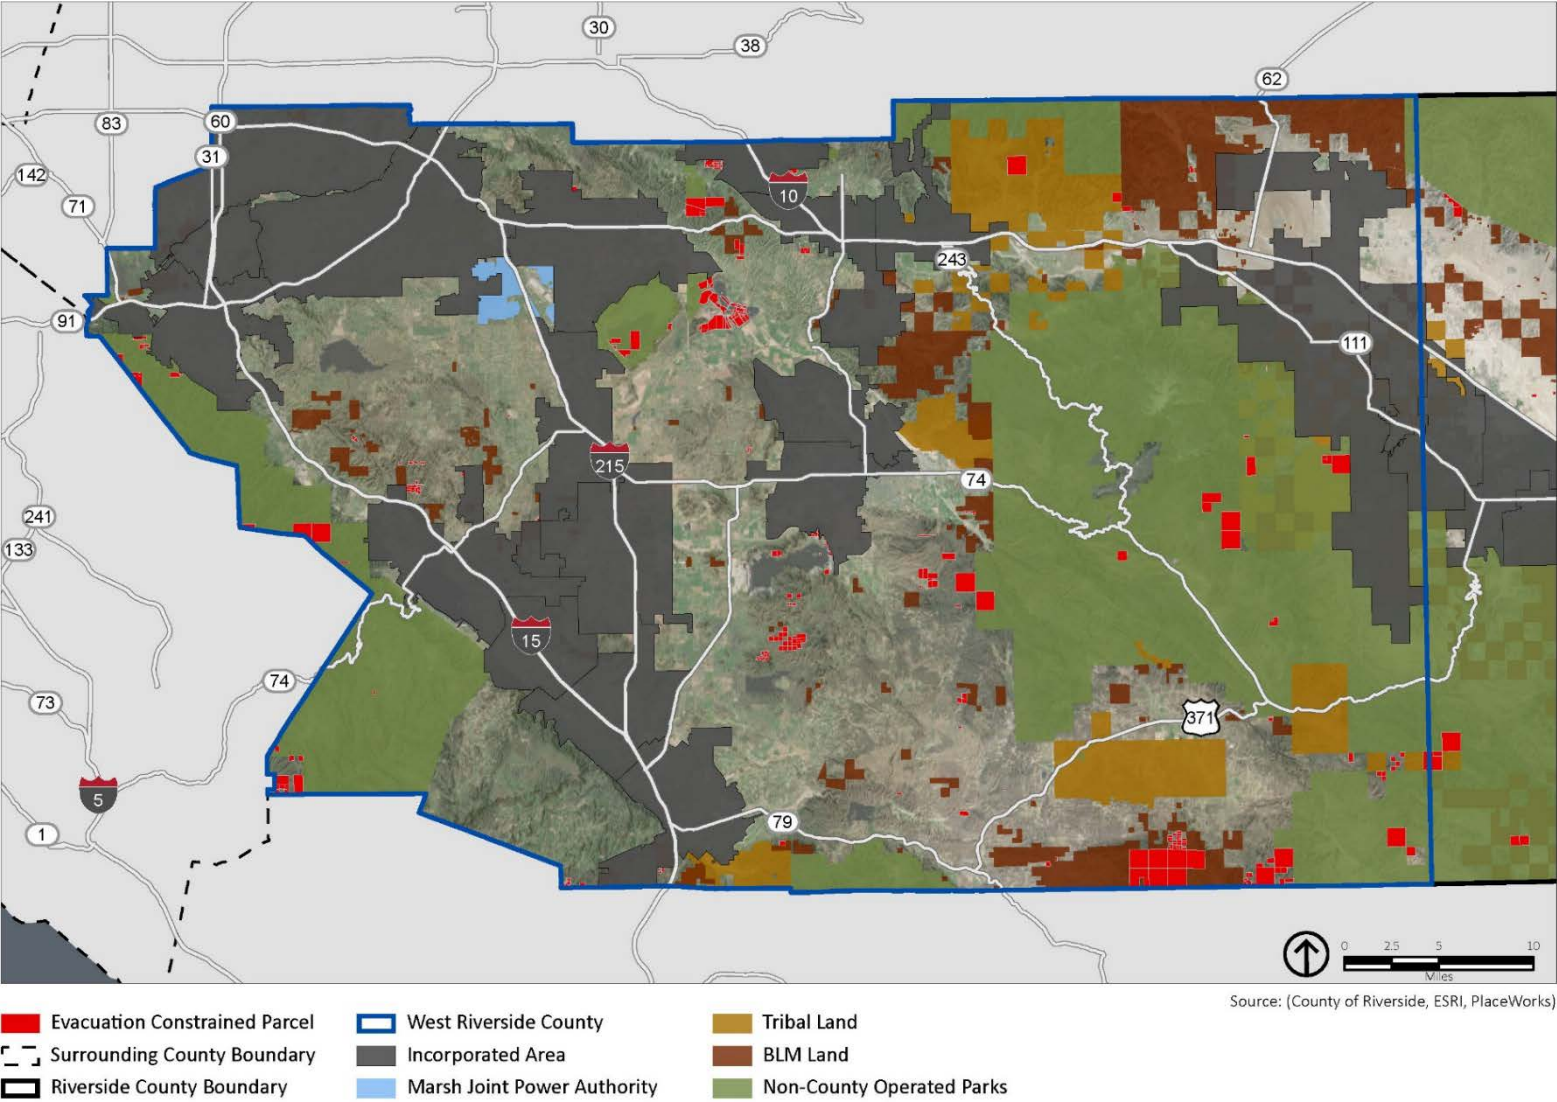 30
38
62
83
60
31
142
10
71
243
91
111
215
74
241
133
15
74
73
371
5
79
1
0 2.5 5 10
Miles
Source: (County of Riverside, ESRI, PlaceWorks)
Evacuation Constrained Parcel
West Riverside County
Tribal Land
Surrounding County Boundary
Incorporated Area
BLM Land
Riverside County Boundary
Marsh Joint Power Authority
Non-County Operated Parks